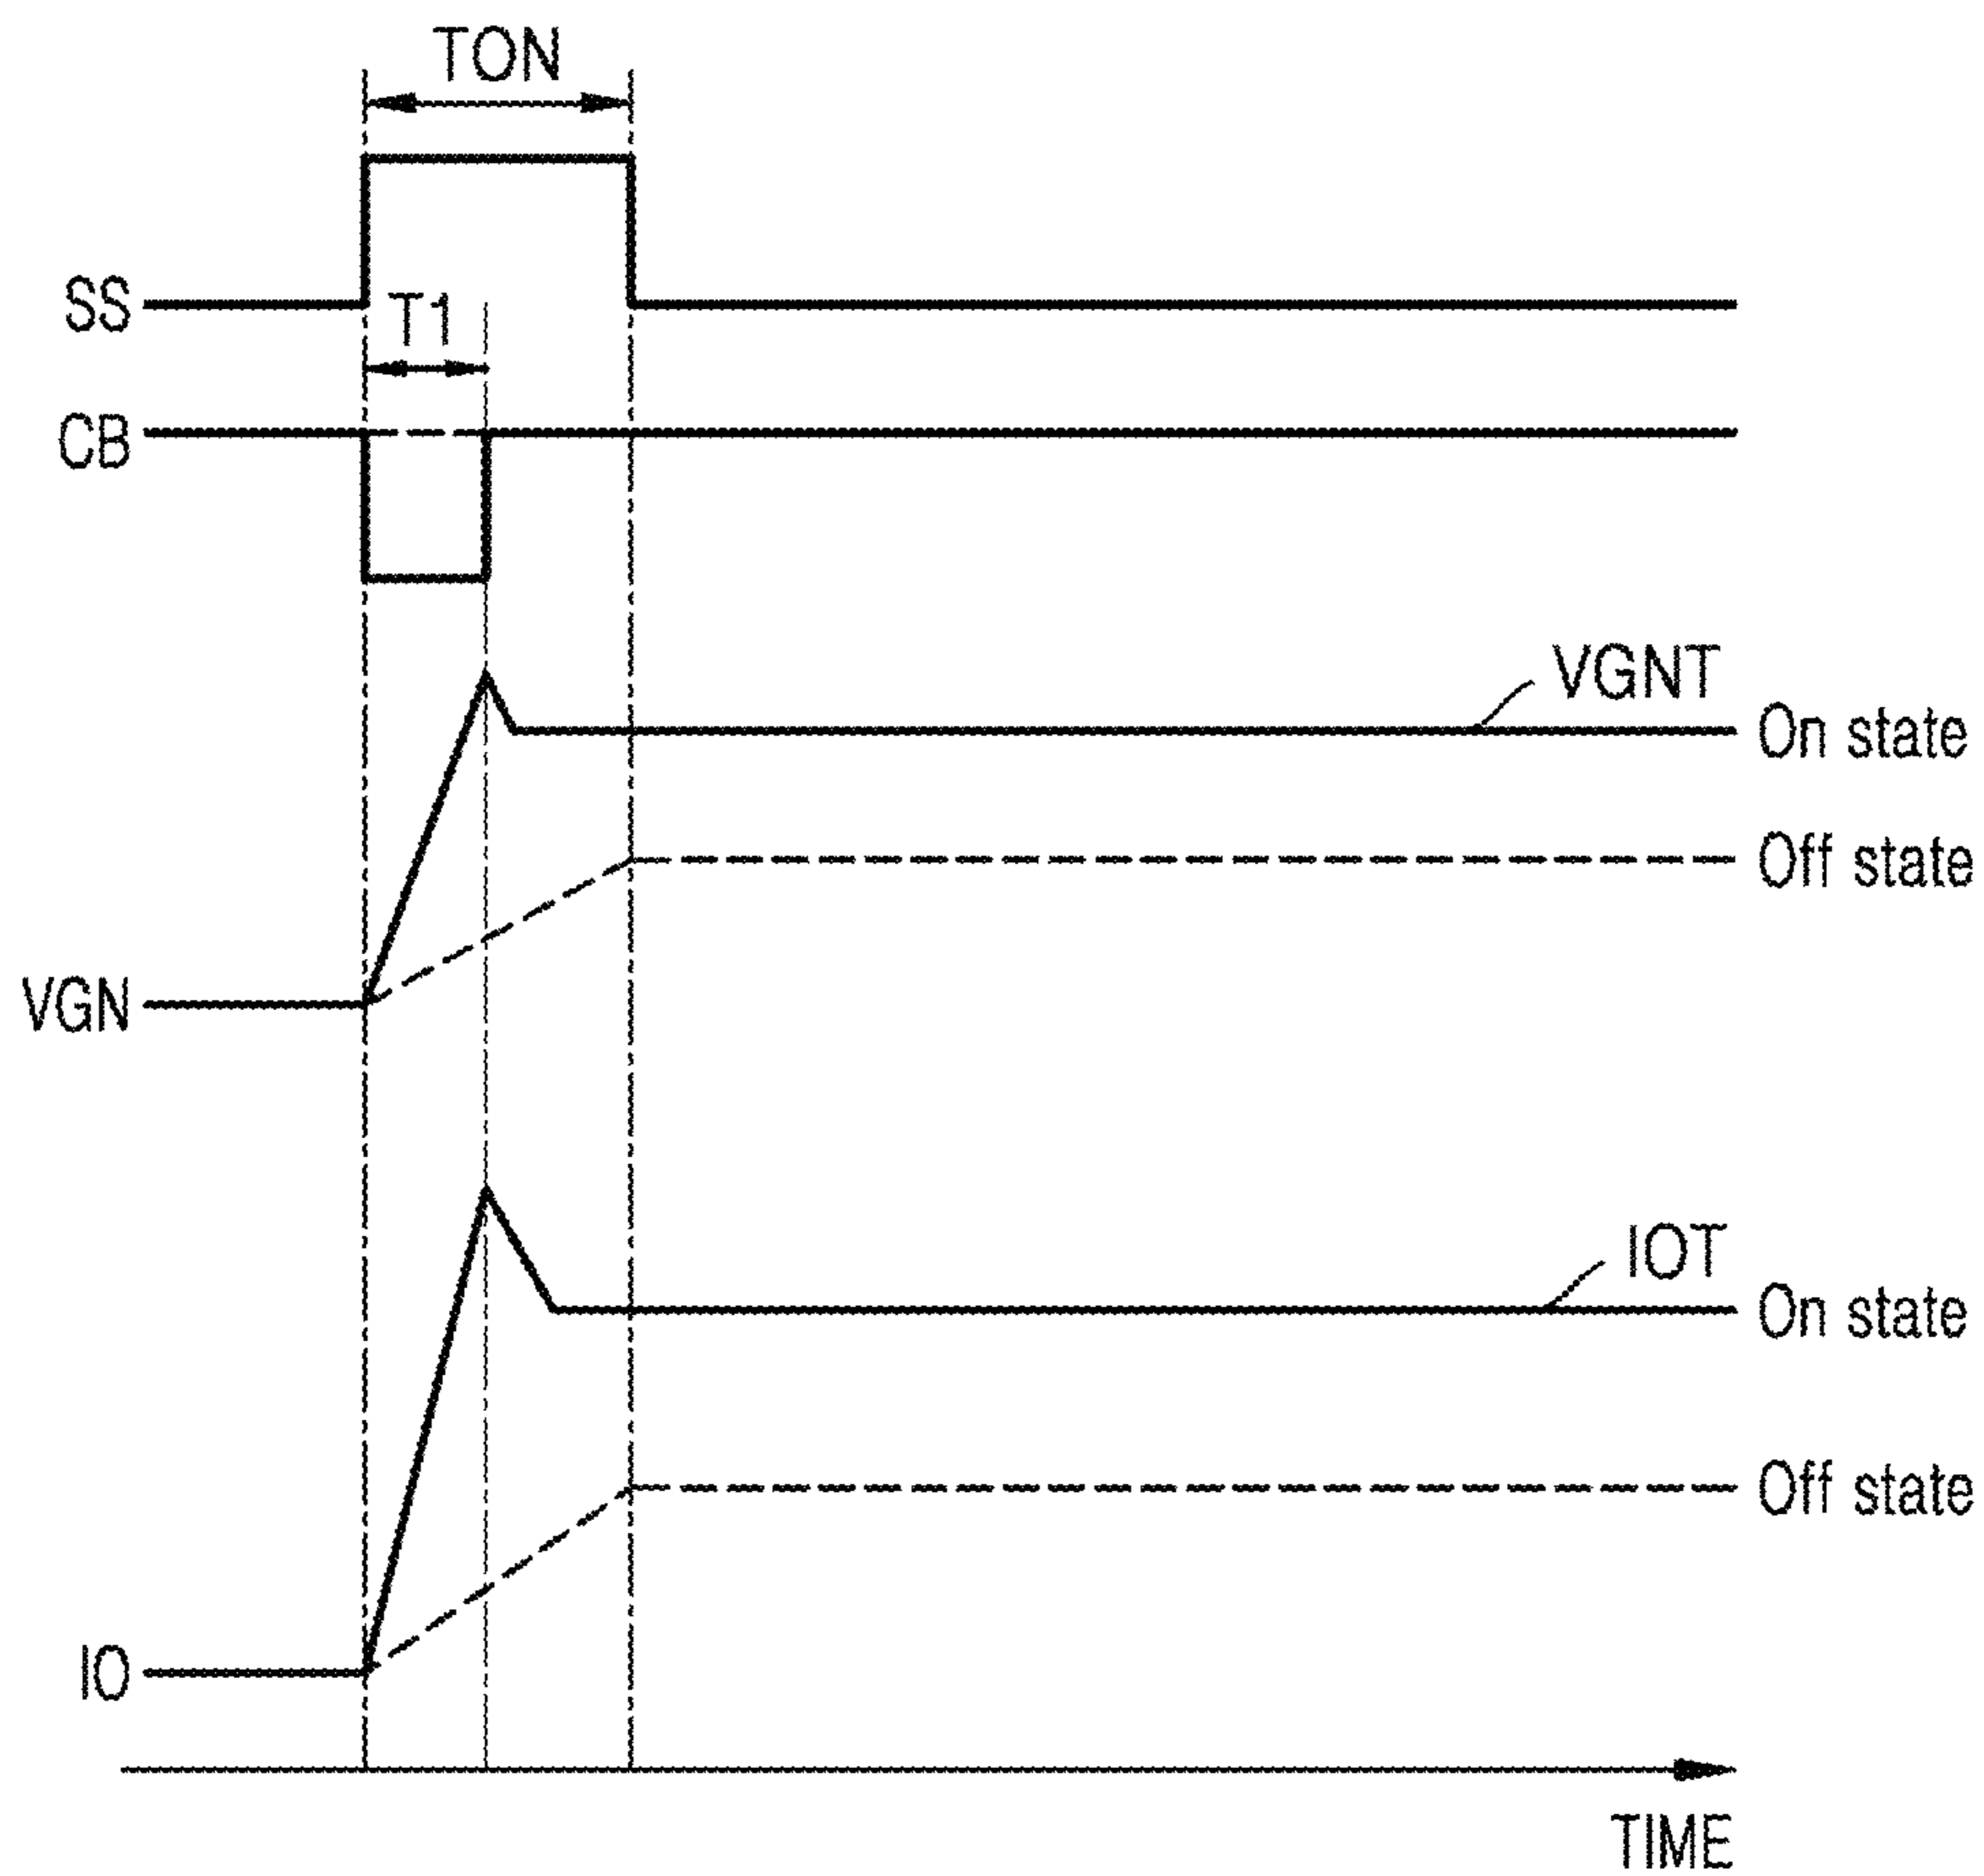 TON
SS
T1
CB
VGNT
On state
Off state
VGN
IOT
On state
Off state
IO
TIME